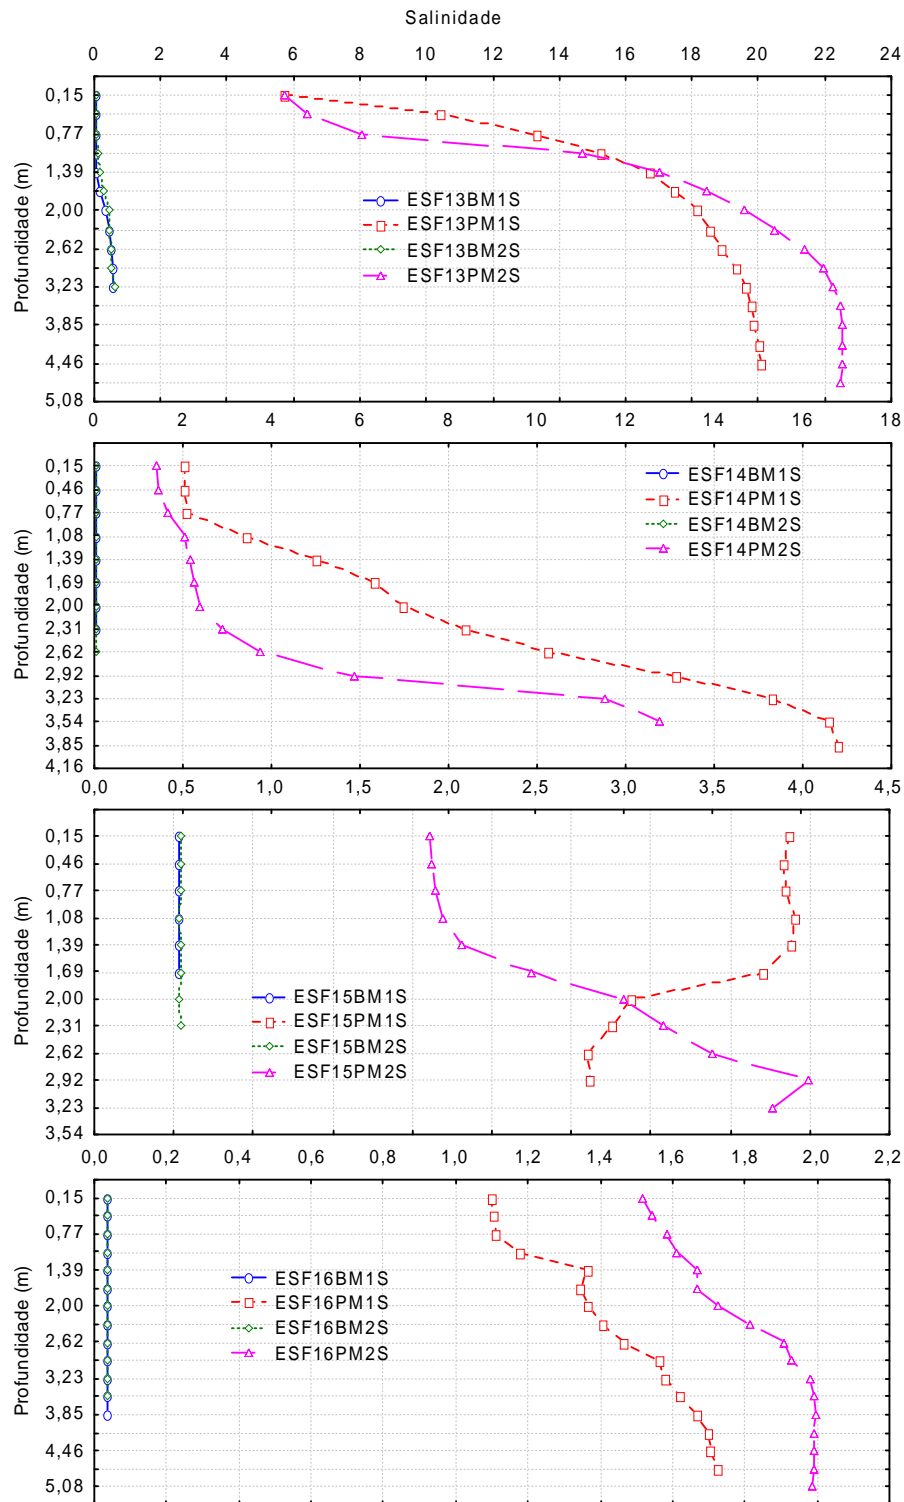 Salinidade
0 2 4 6 8 10 12 14 16 18 20 22 24
0,15
0,77
1,39
2,00
2,62
3,23
3,85
4,46
5,08
Profundidade (m)
ESF13BM1S
ESF13PM1S
ESF13BM2S
ESF13PM2S
0 2 4 6 8 10 12 14 16 18
0,15
0,46
0,77
1,08
1,39
1,69
2,00
2,31
2,62
2,92
3,23
3,54
3,85
4,16
Profundidade (m)
ESF14BM1S
ESF14PM1S
ESF14BM2S
ESF14PM2S
0,0 0,5 1,0 1,5 2,0 2,5 3,0 3,5 4,0 4,5
0,15
0,46
0,77
1,08
1,39
1,69
2,00
2,31
2,62
2,92
3,23
3,54
Profundidade (m)
ESF15BM1S
ESF15PM1S
ESF15BM2S
ESF15PM2S
0,0 0,2 0,4 0,6 0,8 1,0 1,2 1,4 1,6 1,8 2,0 2,2
0,15
0,77
1,39
2,00
2,62
3,23
3,85
4,46
5,08
Profundidade (m)
ESF16BM1S
ESF16PM1S
ESF16BM2S
ESF16PM2S